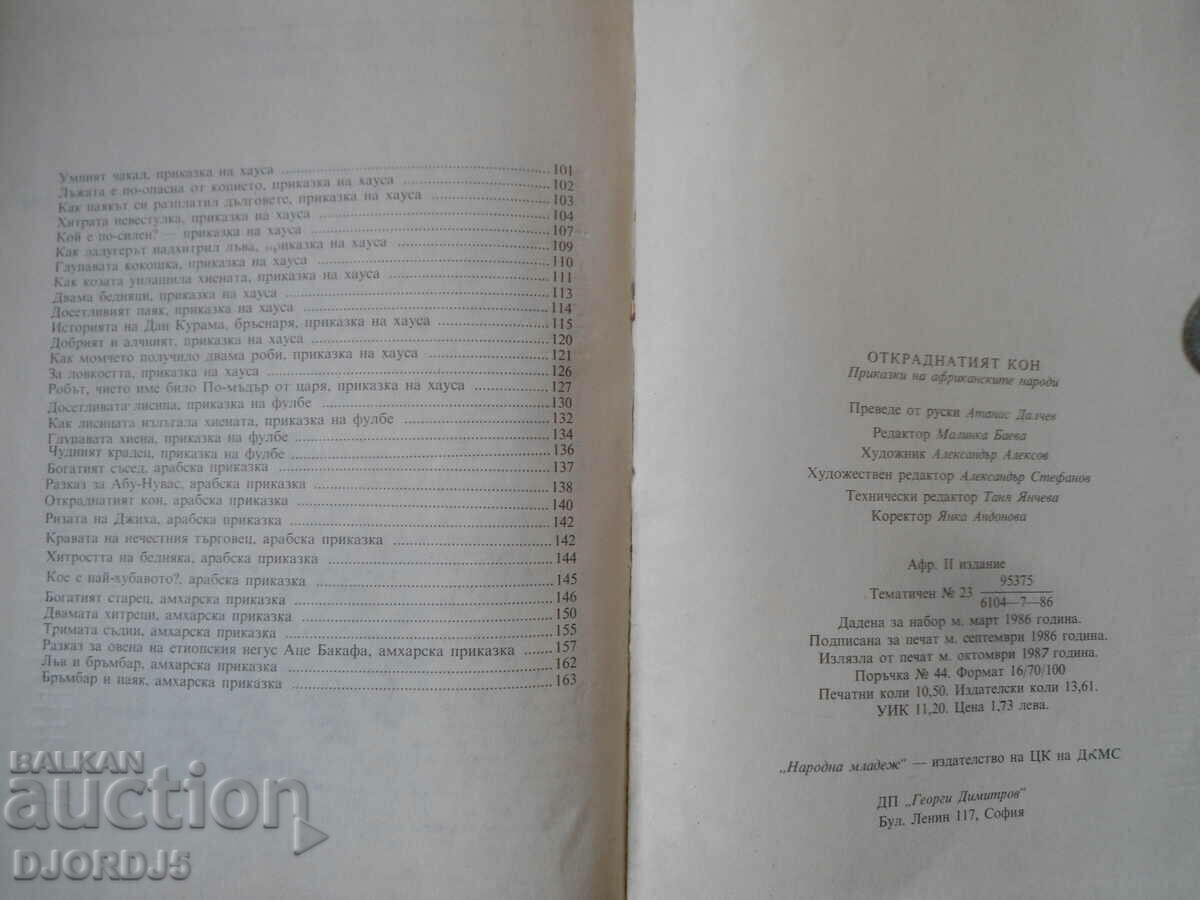 Умният чакал, приказка на хауса 101
Лъжата е по-опасна от копието, приказка на хауса 102
Как паякът си разплатил дълговете, приказка на хауса 103
Хитрата невестулка, приказка на хауса 104
Кой е по-силен? — приказка на хауса 107
Как лалугерът надхитрил лъва, приказка на хауса 109
Глупавата кокошка, приказка на хауса 110
Как козата уплашила хиената, приказка на хауса 111
Двама бедняци, приказка на хауса 113
Досетливият паяк, приказка на хауса 114
Историята на Дан Курама, бръснаря, приказка на хауса 115
Добрият и алчният, приказка на хауса 120
Как момчето получило двама роби, приказка на хауса 121
За ловкостта, приказка на хауса 126
Робът, чието име било По-мъдър от царя, приказка на хауса 127
Досетливата лисица, приказка на фулбе 130
Как лисицата излъгала хиената, приказка на фулбе 132
Глупавата хиена, приказка на фулбе 134
Чудният крадец, приказка на фулбе 136
Богатият съсед, арабска приказка 137
Разказ за Абу-Нувас, арабска приказка 138
Откраднатият кон, арабска приказка 140
Ризата на Джиха, арабска приказка 142
Кравата на нечестния търговец, арабска приказка 142
Хитростта на бедняка, арабска приказка 144
Кое е най-хубавото?, арабска приказка 145
Богатият старец, амхарска приказка 146
Двамата хитреци, амхарска приказка 150
Тримата съдии, амхарска приказка 155
Разказ за овена на етиопския негус Аце Бакафа, амхарска приказка 157
Лъв и бръмбар, амхарска приказка 162
Бръмбар и паяк, амхарска приказка 163
ОТКРАДНАТИЯТ КОН
Приказки на африканските народи
Преведе от руски Атанас Далчев
Редактор Малинка Баева
Художник Александър Алексов
Художествен редактор Александър Стефанов
Технически редактор Таня Янчева
Коректор Янка Андонова
Афр. II издание
Тематичен № 23 95375
6104—7—86
Дадена за набор м. март 1986 година.
Подписана за печат м. септември 1986 година.
Излязла от печат м. октомври 1987 година.
Поръчка № 44. Формат 16/70/100
Печатни коли 10,50. Издателски коли 13,61.
УИК 11,20. Цена 1,73 лева.
„Народна младеж“ — издателство на ЦК на ДКМС
ДП „Георги Димитров“
Бул. Ленин 117, София
BALKAN
auction
DJORDJ5